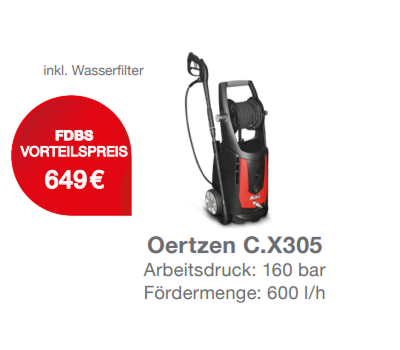 inkl. Wasserfilter
FDBS
VORTEILSPREIS
649 €
Oertzen C.X305
Arbeitsdruck: 160 bar
Fördermenge: 600 l/h